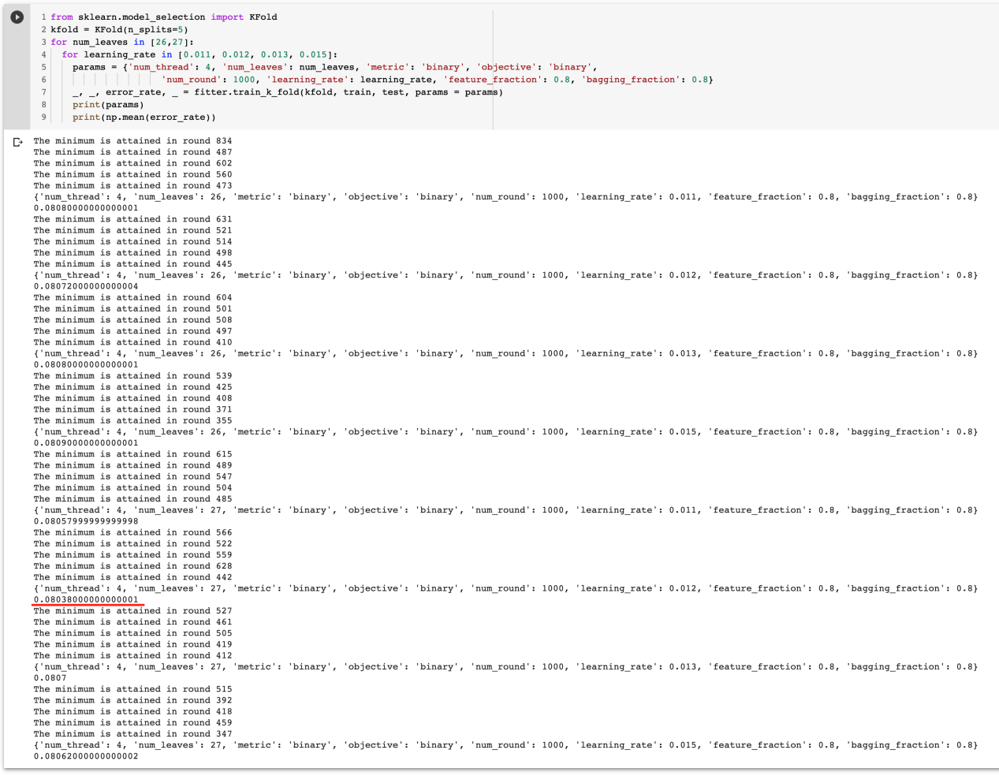 1 from sklearn.model_selection import KFold
2 kfold = KFold(n_splits=5)
3 for num_leaves in [26,27]:
4   for learning_rate in [0.011, 0.012, 0.013, 0.015]:
5     params = {'num_thread': 4, 'num_leaves': num_leaves, 'metric': 'binary', 'objective': 'binary',
6                     'num_round': 1000, 'learning_rate': learning_rate, 'feature_fraction': 0.8, 'bagging_fraction': 0.8}
7     _, _, error_rate, _ = fitter.train_k_fold(kfold, train, test, params = params)
8     print(params)
9     print(np.mean(error_rate))
The minimum is attained in round 834
The minimum is attained in round 487
The minimum is attained in round 602
The minimum is attained in round 560
The minimum is attained in round 473
{'num_thread': 4, 'num_leaves': 26, 'metric': 'binary', 'objective': 'binary', 'num_round': 1000, 'learning_rate': 0.011, 'feature_fraction': 0.8, 'bagging_fraction': 0.8}
0.08080000000000001
The minimum is attained in round 631
The minimum is attained in round 521
The minimum is attained in round 514
The minimum is attained in round 498
The minimum is attained in round 445
{'num_thread': 4, 'num_leaves': 26, 'metric': 'binary', 'objective': 'binary', 'num_round': 1000, 'learning_rate': 0.012, 'feature_fraction': 0.8, 'bagging_fraction': 0.8}
0.08072000000000004
The minimum is attained in round 604
The minimum is attained in round 501
The minimum is attained in round 508
The minimum is attained in round 497
The minimum is attained in round 410
{'num_thread': 4, 'num_leaves': 26, 'metric': 'binary', 'objective': 'binary', 'num_round': 1000, 'learning_rate': 0.013, 'feature_fraction': 0.8, 'bagging_fraction': 0.8}
0.08080000000000001
The minimum is attained in round 539
The minimum is attained in round 425
The minimum is attained in round 408
The minimum is attained in round 371
The minimum is attained in round 355
{'num_thread': 4, 'num_leaves': 26, 'metric': 'binary', 'objective': 'binary', 'num_round': 1000, 'learning_rate': 0.015, 'feature_fraction': 0.8, 'bagging_fraction': 0.8}
0.08090000000000001
The minimum is attained in round 615
The minimum is attained in round 489
The minimum is attained in round 547
The minimum is attained in round 504
The minimum is attained in round 485
{'num_thread': 4, 'num_leaves': 27, 'metric': 'binary', 'objective': 'binary', 'num_round': 1000, 'learning_rate': 0.011, 'feature_fraction': 0.8, 'bagging_fraction': 0.8}
0.08057999999999998
The minimum is attained in round 566
The minimum is attained in round 522
The minimum is attained in round 559
The minimum is attained in round 628
The minimum is attained in round 442
{'num_thread': 4, 'num_leaves': 27, 'metric': 'binary', 'objective': 'binary', 'num_round': 1000, 'learning_rate': 0.012, 'feature_fraction': 0.8, 'bagging_fraction': 0.8}
0.08038000000000001
The minimum is attained in round 527
The minimum is attained in round 461
The minimum is attained in round 505
The minimum is attained in round 419
The minimum is attained in round 412
{'num_thread': 4, 'num_leaves': 27, 'metric': 'binary', 'objective': 'binary', 'num_round': 1000, 'learning_rate': 0.013, 'feature_fraction': 0.8, 'bagging_fraction': 0.8}
0.0807
The minimum is attained in round 515
The minimum is attained in round 392
The minimum is attained in round 418
The minimum is attained in round 459
The minimum is attained in round 347
{'num_thread': 4, 'num_leaves': 27, 'metric': 'binary', 'objective': 'binary', 'num_round': 1000, 'learning_rate': 0.015, 'feature_fraction': 0.8, 'bagging_fraction': 0.8}
0.08062000000000002